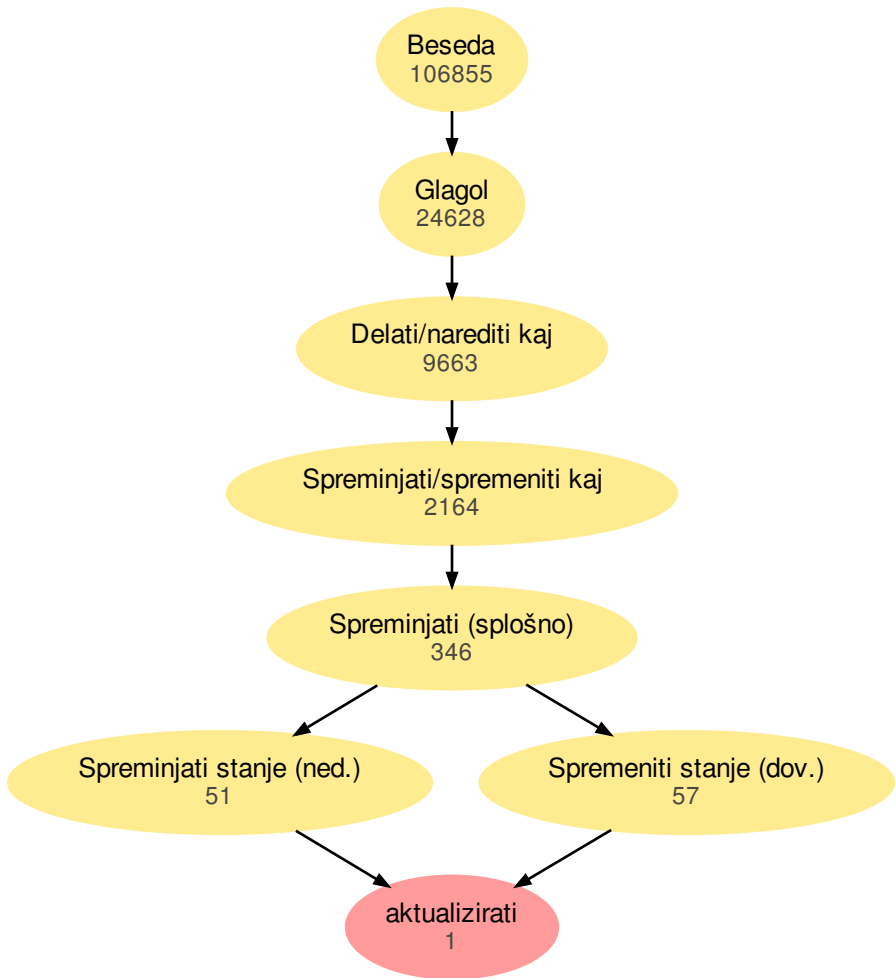 Beseda
106855
Glagol
24628
Delati/narediti kaj
9663
Spreminjati/spremeniti kaj
2164
Spreminjati (splošno)
346
Spreminjati stanje (ned.)
51
Spremeniti stanje (dov.)
57
aktualizirati
1